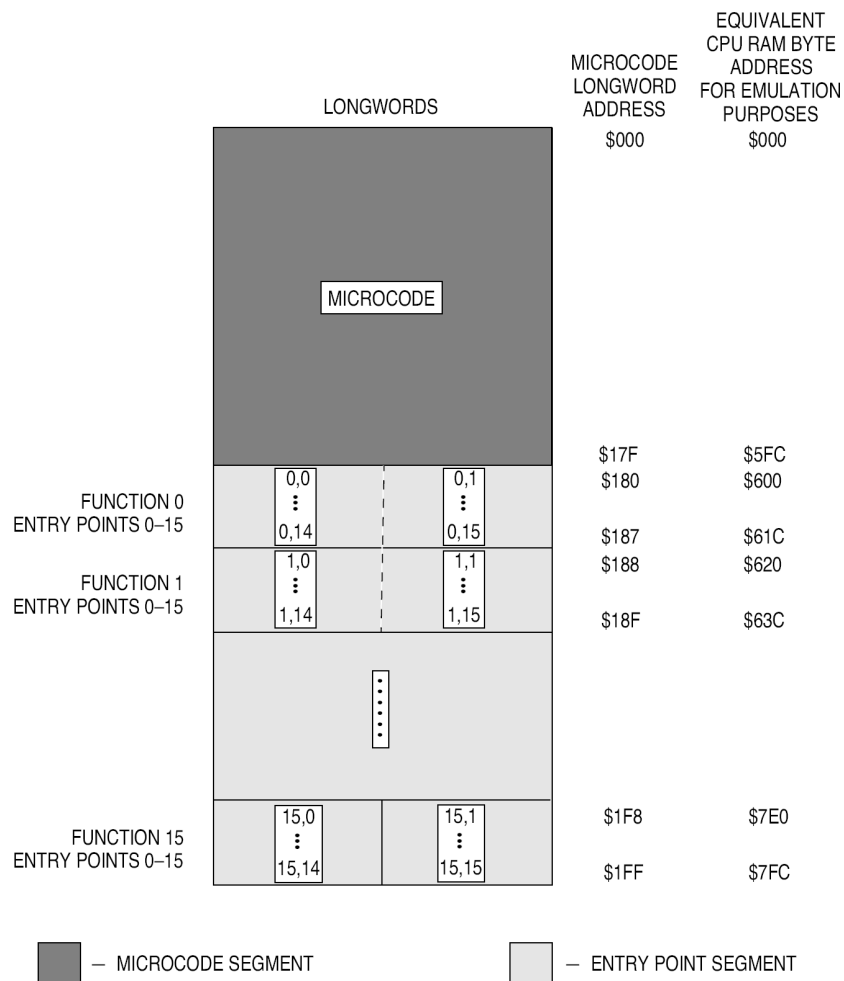 EQUIVALENT
CPU RAM BYTE
ADDRESS
FOR EMULATION
PURPOSES
MICROCODE
LONGWORD
ADDRESS
LONGWORDS
$000 $000
MICROCODE
$17F $5FC
FUNCTION 0
ENTRY POINTS 0–15
0,0 0,1
0,14 0,15
$180 $600
$187 $61C
FUNCTION 1
ENTRY POINTS 0–15
1,0 1,1
1,14 1,15
$188 $620
$18F $63C
FUNCTION 15
ENTRY POINTS 0–15
15,0 15,1
15,14 15,15
$1F8 $7E0
$1FF $7FC
– MICROCODE SEGMENT
– ENTRY POINT SEGMENT